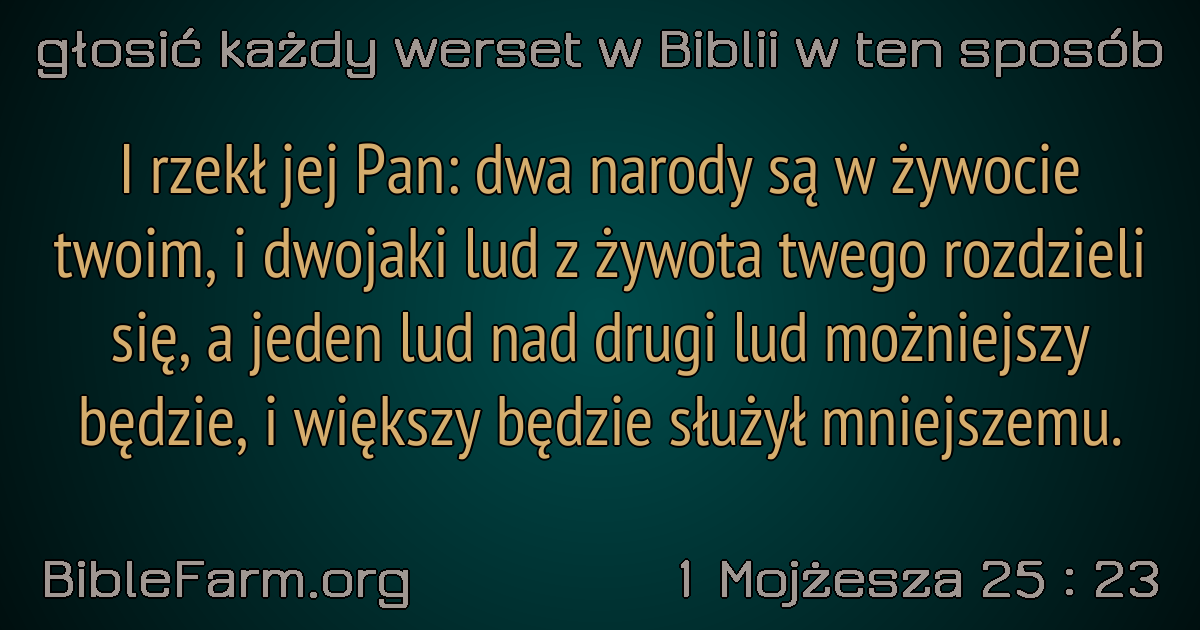 głosić każdy werset w Biblii w ten sposób
I rzekł jej Pan: dwa narody są w żywocie
twoim, i dwojaki lud z żywota twego rozdzieli
się, a jeden lud nad drugi lud możniejszy
będzie, i większy będzie służył mniejszemu.
BibleFarm.org
1 Mojżesza 25 : 23